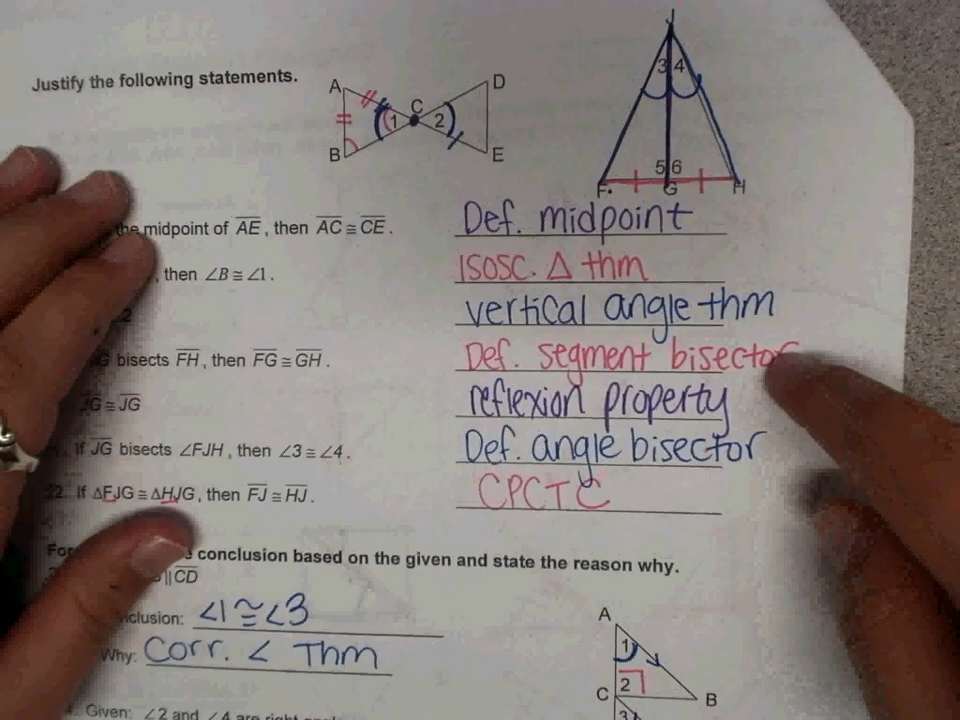 Justify the following statements.
A
B
C
D
E
1
2
J
3 4
5 6
F
G
H
the midpoint of AE, then AC ≅ CE. Def. midpoint
, then ∠B ≅ ∠1. Isosc. Δ thm
2 vertical angle thm
bisects FH, then FG ≅ GH. Def. segment bisector
JG ≅ JG reflexion property
If JG bisects ∠FJH, then ∠3 ≅ ∠4. Def. angle bisector
If ΔFJG ≅ ΔHJG, then FJ ≅ HJ. CPCTC
For conclusion based on the given and state the reason why.
|| CD
clusion: ∠1 ≅ ∠3
Why: Corr. ∠ Thm
A
1
2
C
B
3
Given: ∠2 and ∠4 are right